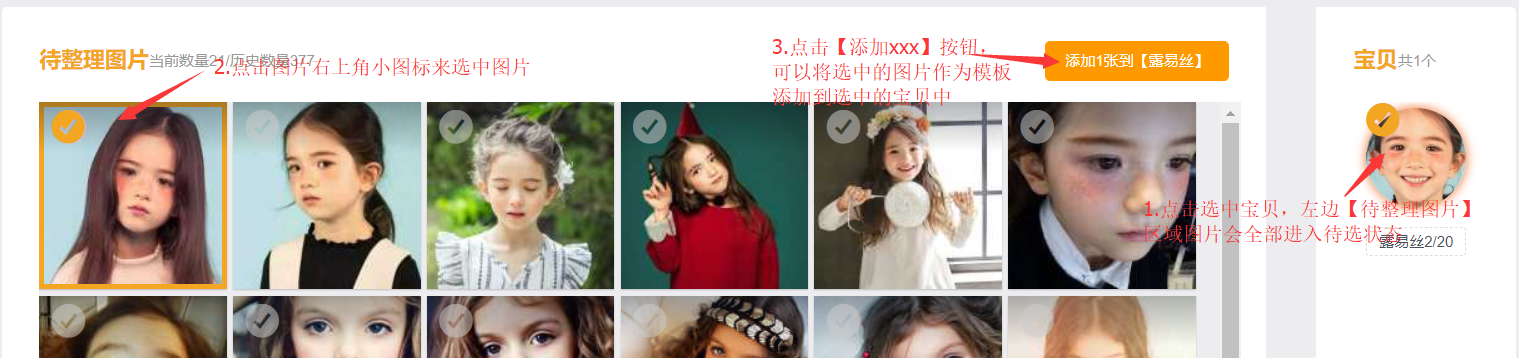 待整理图片当前数量21/历史数量377
2.点击图片右上角小图标来选中图片
3.点击【添加xxx】按钮，
可以将选中的图片作为模板
添加到选中的宝贝中
添加1张到【露易丝】
宝贝共1个
1.点击选中宝贝，左边【待整理图片】
区域图片会全部进入待选状态
露易丝2/20